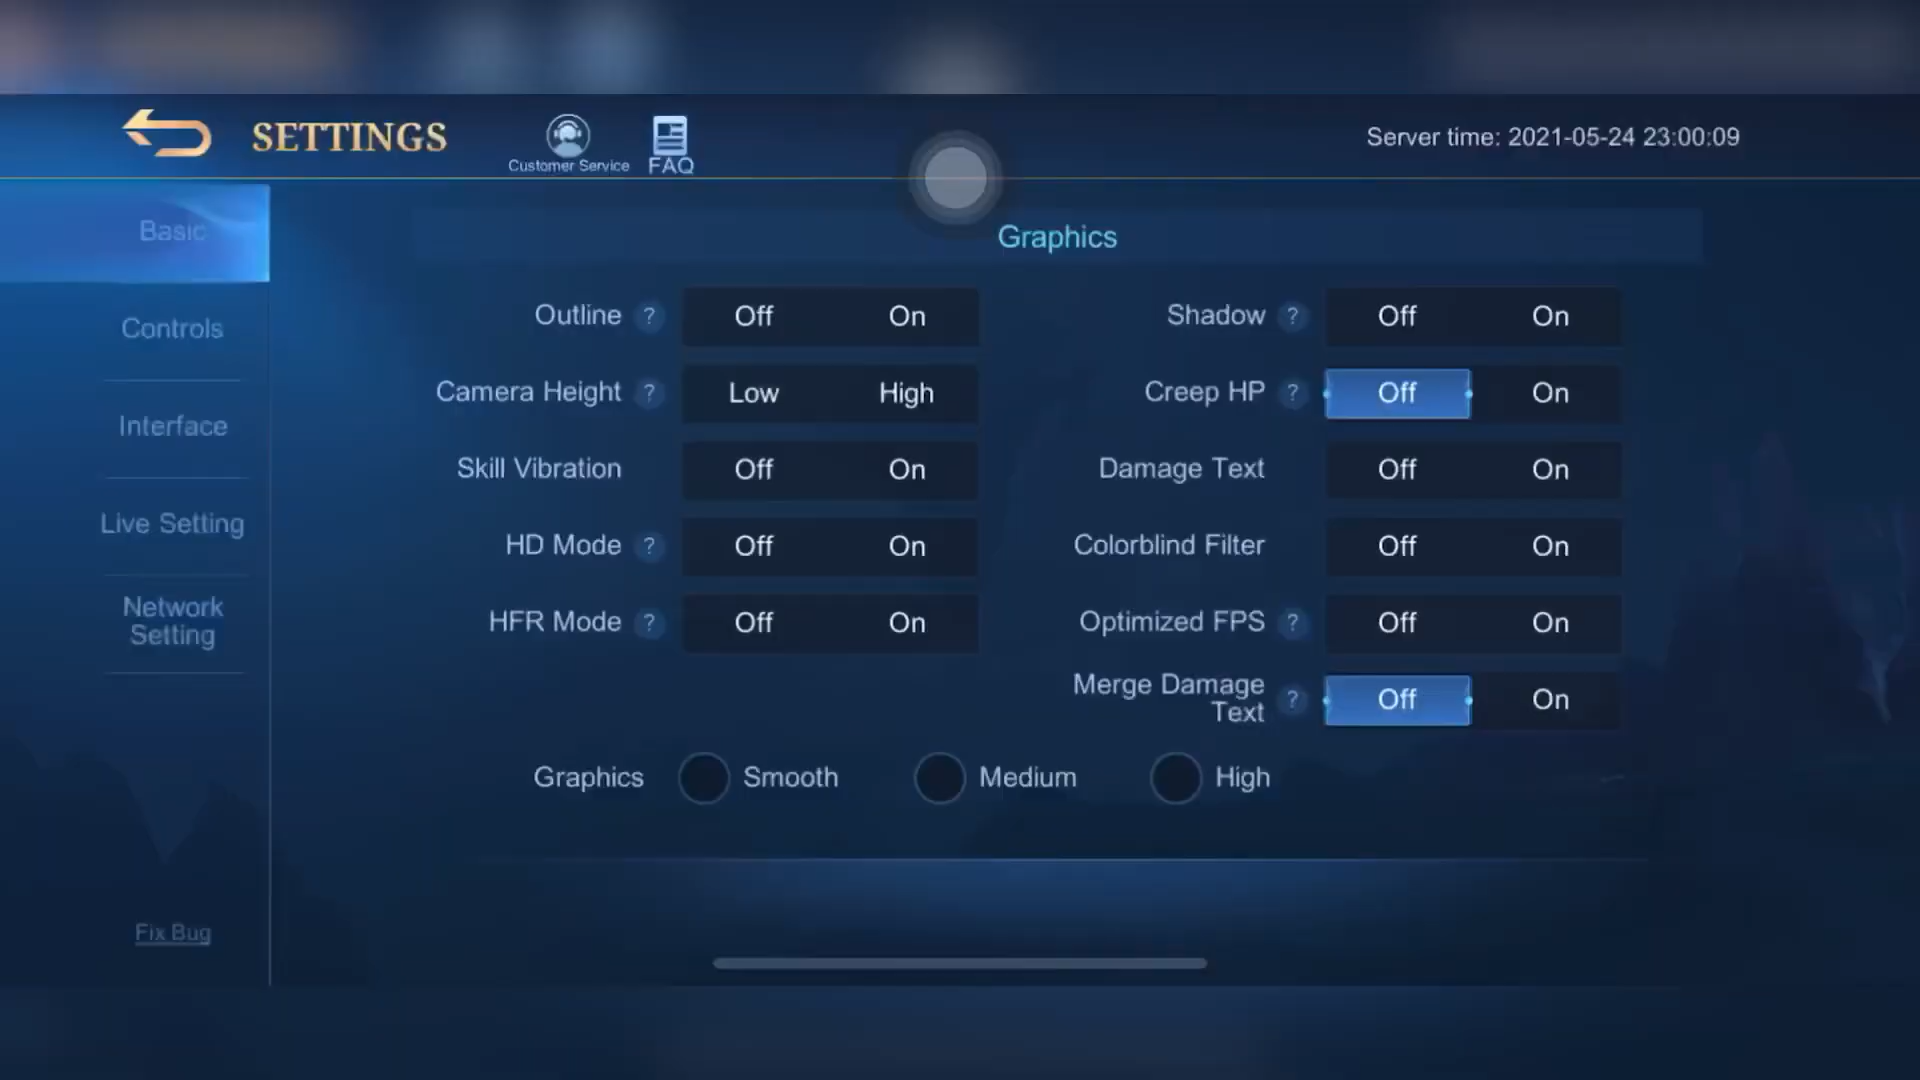 SETTINGS
Customer Service
FAQ
Server time: 2021-05-24 23:00:09
Basic
Controls
Interface
Live Setting
Network
Setting
Fix Bug
Graphics
Outline ? Off On
Shadow ? Off On
Camera Height ? Low High
Creep HP ? Off On
Skill Vibration Off On
Damage Text Off On
HD Mode ? Off On
Colorblind Filter Off On
HFR Mode ? Off On
Optimized FPS ? Off On
Merge Damage
Text ? Off On
Graphics Smooth Medium High